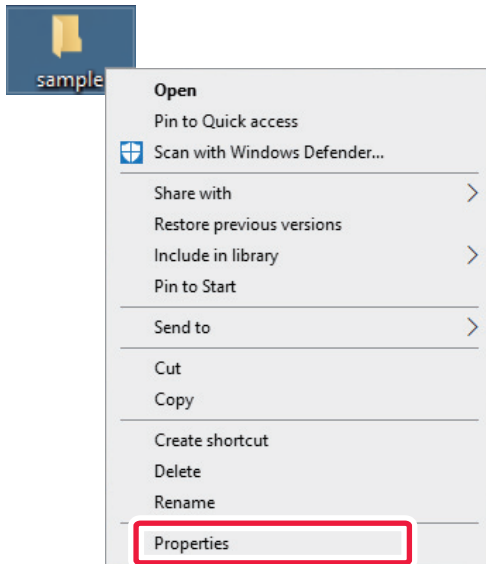 sample
Open
Pin to Quick access
Scan with Windows Defender...
Share with
Restore previous versions
Include in library
Pin to Start
Send to
Cut
Copy
Create shortcut
Delete
Rename
Properties